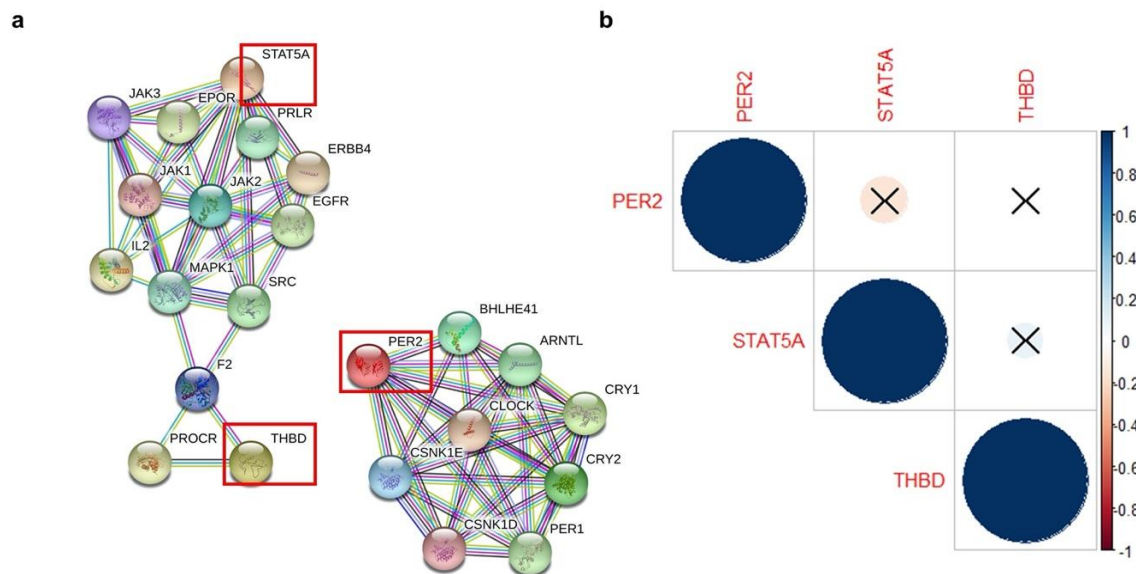 a
STAT5A
JAK3
EPOR
PRLR
ERBB4
JAK1
JAK2
EGFR
IL2
MAPK1
SRC
F2
PROCR
THBD
BHLHE41
PER2
ARNTL
CRY1
CLOCK
CSNK1E
CRY2
CSNK1D
PER1
b
PER2
STAT5A
THBD
PER2
STAT5A
THBD
1
0.8
0.6
0.4
0.2
0
-0.2
-0.4
-0.6
-0.8
-1